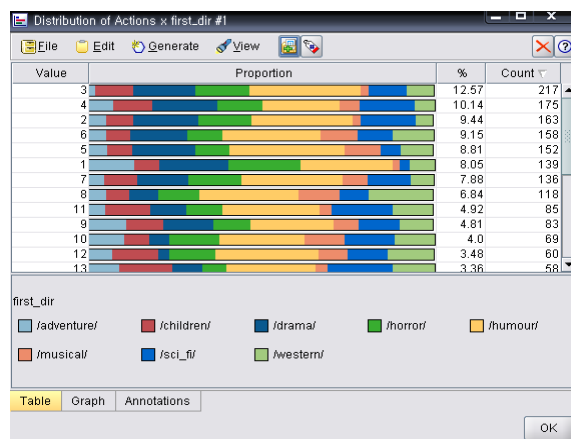 Distribution of Actions x first_dir #1
File Edit Generate View
Value Proportion % Count
3 12.57 217
4 10.14 175
2 9.44 163
6 9.15 158
5 8.81 152
1 8.05 139
7 7.88 136
8 6.84 118
11 4.92 85
9 4.81 83
10 4.0 69
12 3.48 60
13 3.36 58
first_dir
/adventure/ /children/ /drama/ /horror/ /humour/
/musical/ /sci_fi/ /western/
Table Graph Annotations
OK